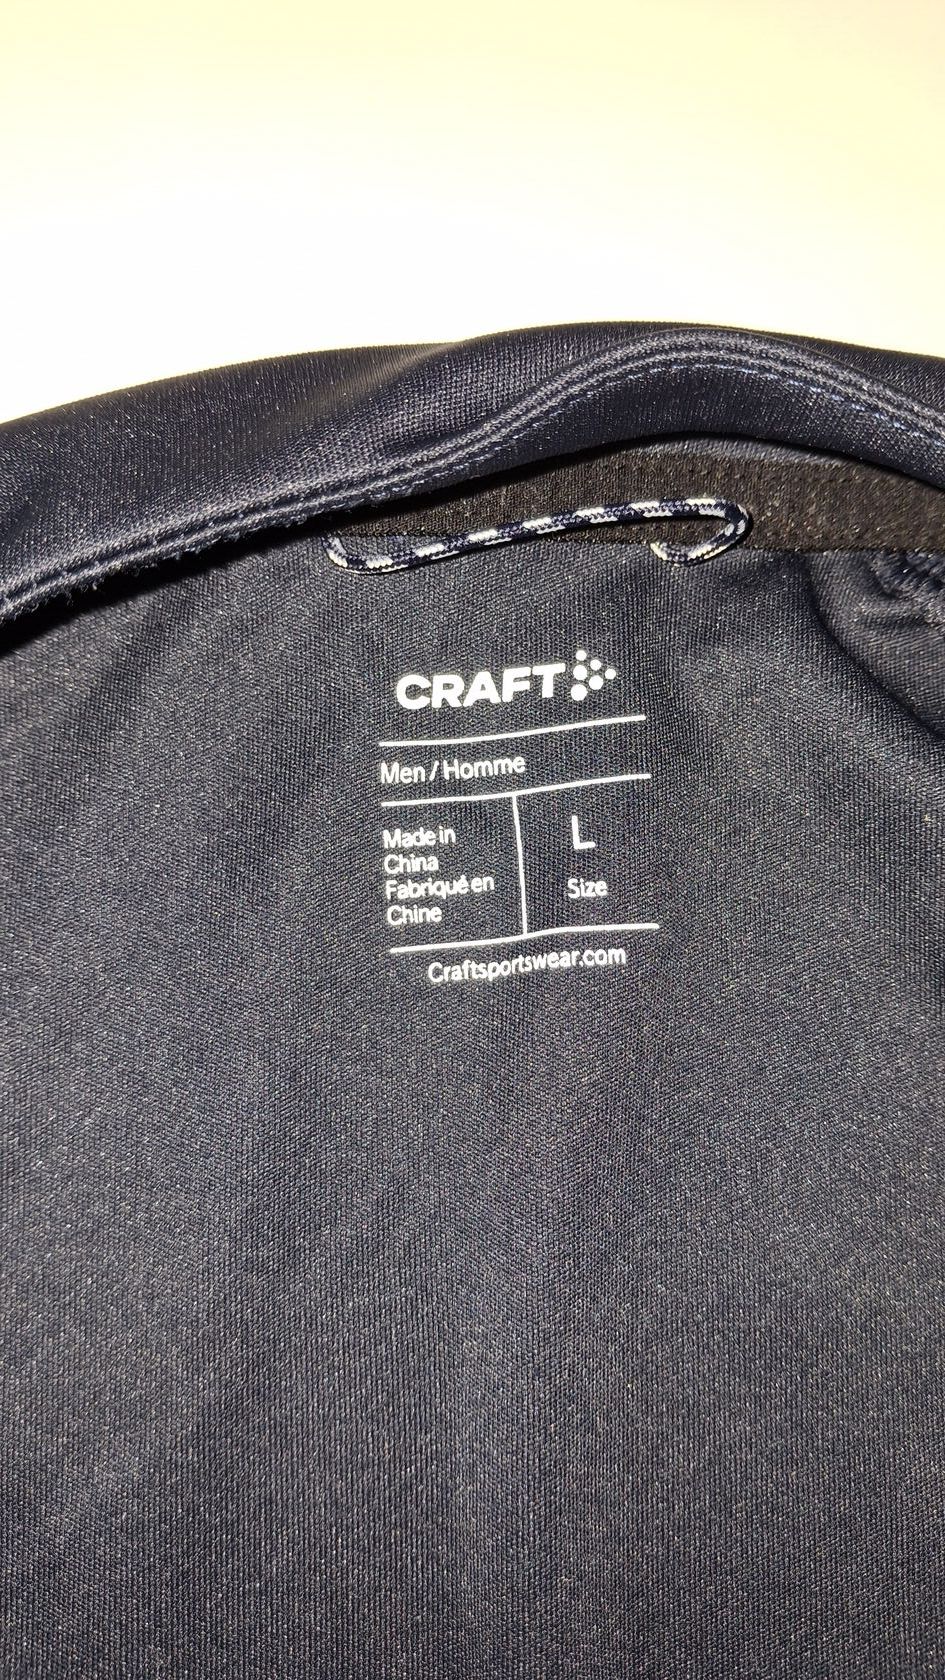 CRAFT
Men / Homme
Made in
China
Fabriqué en
Chine
L
Size
Craftsportswear.com